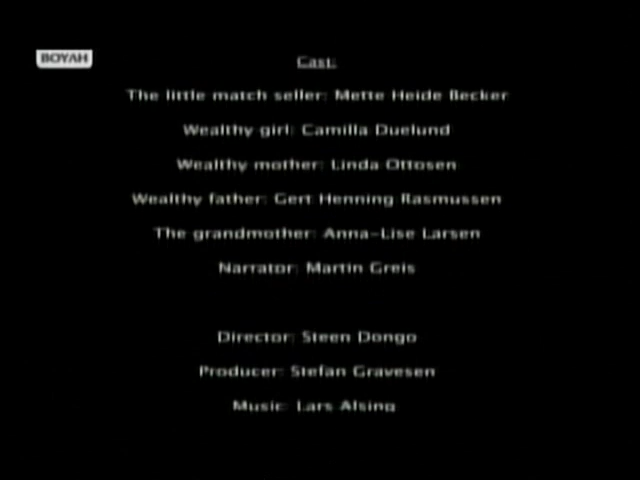 ΒΟΥΛΗ
Cast:
The little match seller: Mette Heide Becker
Wealthy girl: Camilla Duelund
Wealthy mother: Linda Ottosen
Wealthy father: Gert Henning Rasmussen
The grandmother: Anna-Lise Larsen
Narrator: Martin Greis
Director: Steen Dongo
Producer: Stefan Gravesen
Music: Lars Alsing